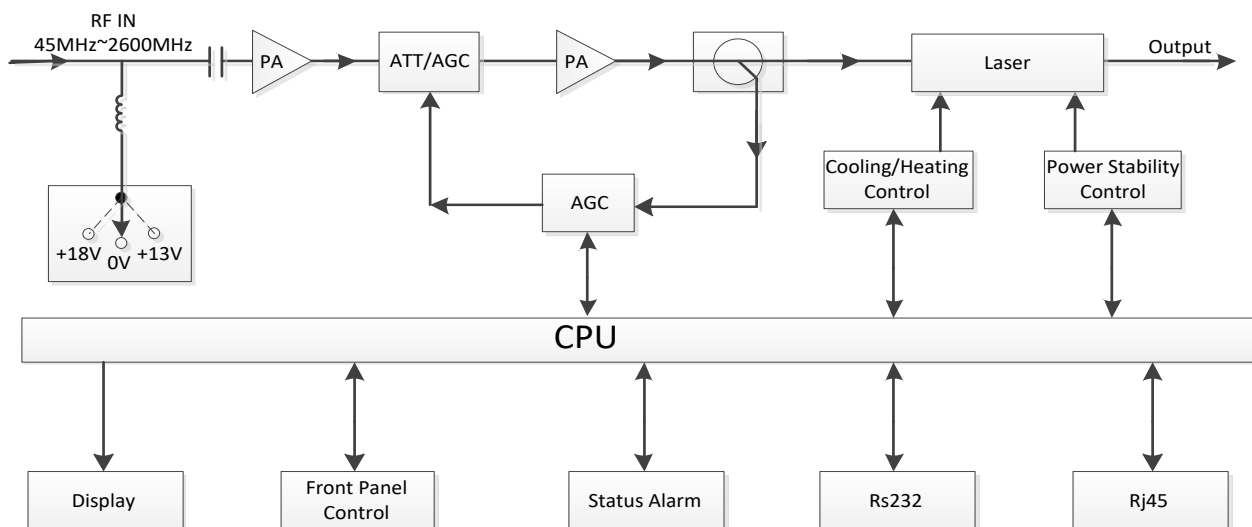 RF IN
45MHz~2600MHz
PA
ATT/AGC
PA
Laser
Output
Cooling/Heating
Control
Power Stability
Control
AGC
+18V
0V
+13V
CPU
Display
Front Panel
Control
Status Alarm
Rs232
Rj45